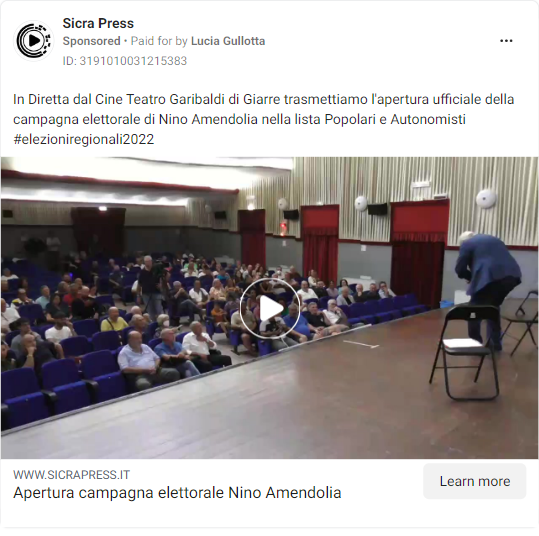 Sicra Press
Sponsored • Paid for by Lucia Gullotta
ID: 3191010031215383
In Diretta dal Cine Teatro Garibaldi di Giarre trasmettiamo l'apertura ufficiale della
campagna elettorale di Nino Amendolia nella lista Popolari e Autonomisti
#elezioniregionali2022
WWW.SICRAPRESS.IT
Apertura campagna elettorale Nino Amendolia
Learn more